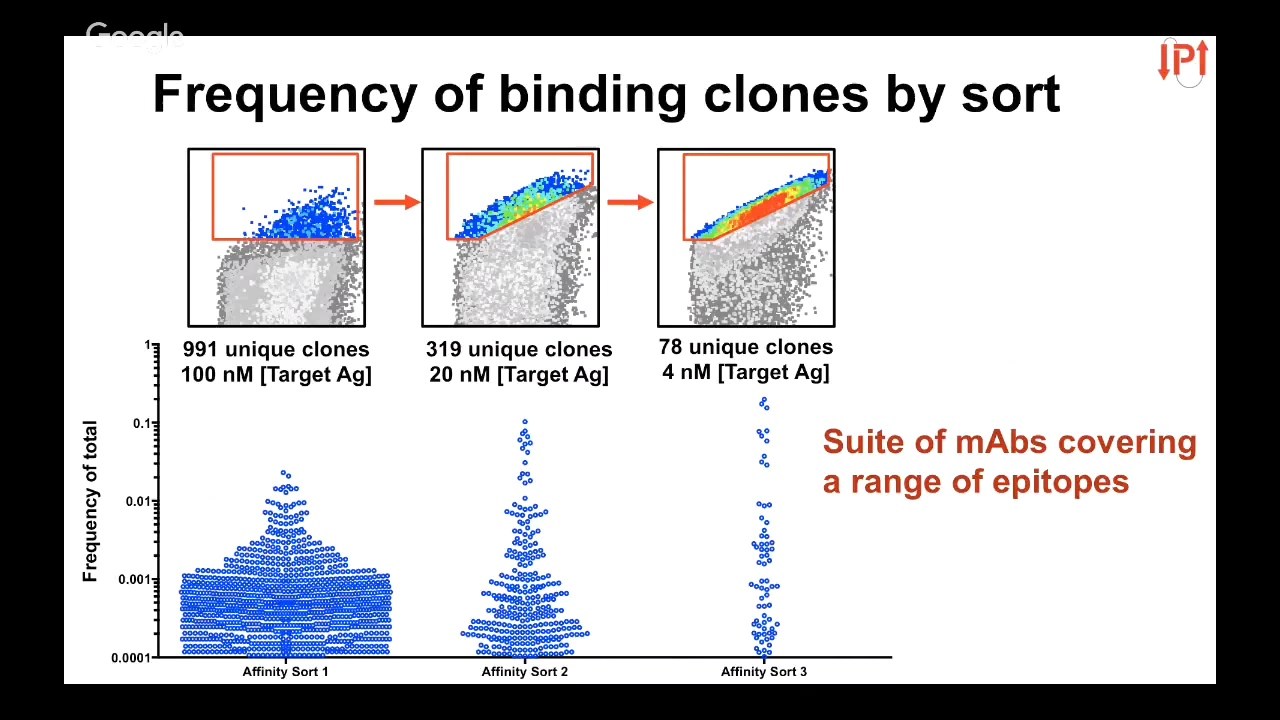 Google
Frequency of binding clones by sort
IPI
991 unique clones
100 nM [Target Ag]
319 unique clones
20 nM [Target Ag]
78 unique clones
4 nM [Target Ag]
Suite of mAbs covering
a range of epitopes
Frequency of total
1
0.1
0.01
0.001
0.0001
Affinity Sort 1
Affinity Sort 2
Affinity Sort 3